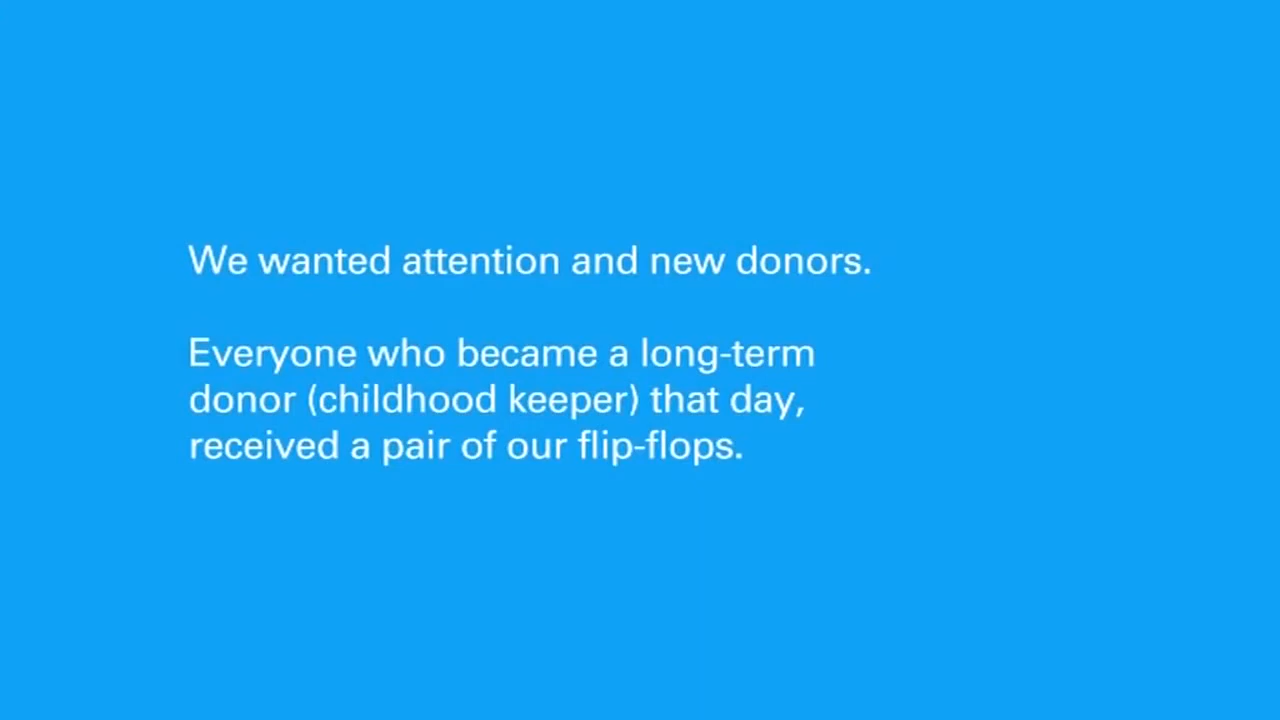 We wanted attention and new donors.
Everyone who became a long-term
donor (childhood keeper) that day,
received a pair of our flip-flops.